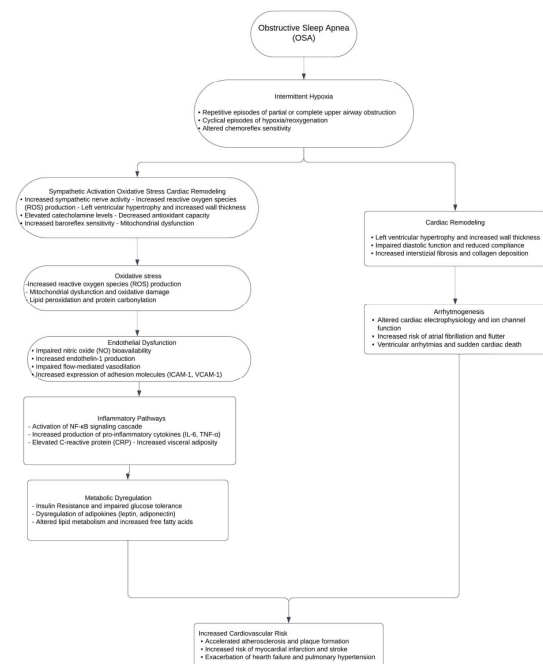 Obstructive Sleep Apnea
(OSA)
Intermittent Hypoxia
• Repetitive episodes of partial or complete upper airway obstruction
• Cyclical episodes of hypoxia/reoxygenation
• Altered chemoreflex sensitivity
Sympathetic Activation Oxidative Stress Cardiac Remodeling
• Increased sympathetic nerve activity - Increased reactive oxygen species
(ROS) production - Left ventricular hypertrophy and increased wall thickness
• Elevated catecholamine levels - Decreased antioxidant capacity
• Increased baroreflex sensitivity - Mitochondrial dysfunction
Cardiac Remodeling
• Left ventricular hypertrophy and increased wall thickness
• Impaired diastolic function and reduced compliance
• Increased interstizial fibrosis and collagen deposition
Oxidative stress
-Increased reactive oxygen species (ROS) production
- Mitochondrial dysfunction and oxidative damage
- Lipid peroxidation and protein carbonylation
Arrhytmogenesis
• Altered cardiac electrophysiology and ion channel
function
• Increased risk of atrial fibrillation and flutter
• Ventricular arrhytmias and sudden cardiac death
Endothelial Dysfunction
• Impaired nitric oxide (NO) bioavailability
• Increased endothelin-1 production
• Impaired flow-mediated vasodilation
• Increased expression of adhesion molecules (ICAM-1, VCAM-1)
Inflammatory Pathways
- Activation of NF-κB signaling cascade
- Increased production of pro-inflammatory cytokines (IL-6, TNF-α)
- Elevated C-reactive protein (CRP) - Increased visceral adiposity
Metabolic Dyregulation
- Insulin Resistance and impaired glucose tolerance
- Dysregulation of adipokines (leptin, adiponectin)
- Altered lipid metabolism and increased free fatty acids
Increased Cardiovascular Risk
• Accelerated atherosclerosis and plaque formation
• Increased risk of myocardial infarction and stroke
• Exacerbation of hearth failure and pulmonary hypertension